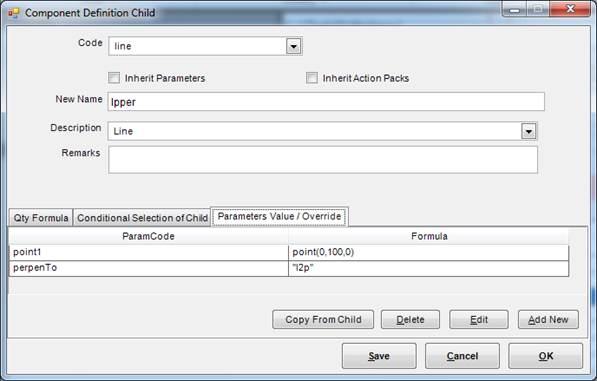 Component Definition Child
Code line
Inherit Parameters Inherit Action Packs
New Name lpper
Description Line
Remarks
Qty Formula Conditional Selection of Child Parameters Value / Override
ParamCode Formula
point1 point(0,100,0)
perpenTo "l2p"
Copy From Child Delete Edit Add New
Save Cancel OK